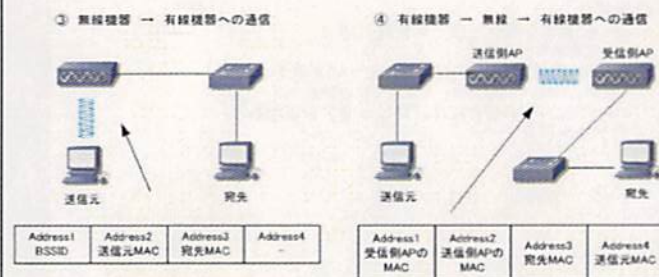 ③ 無線機器 → 有線機器への通信
送信元
宛先
Address1
BSSID
Address2
送信元MAC
Address3
宛先MAC
Address4
-
④ 有線機器 － 無線 → 有線機器への通信
送信側AP
受信側AP
送信元
宛先
Address1
受信側APの
MAC
Address2
送信側APの
MAC
Address3
宛先MAC
Address4
送信元MAC